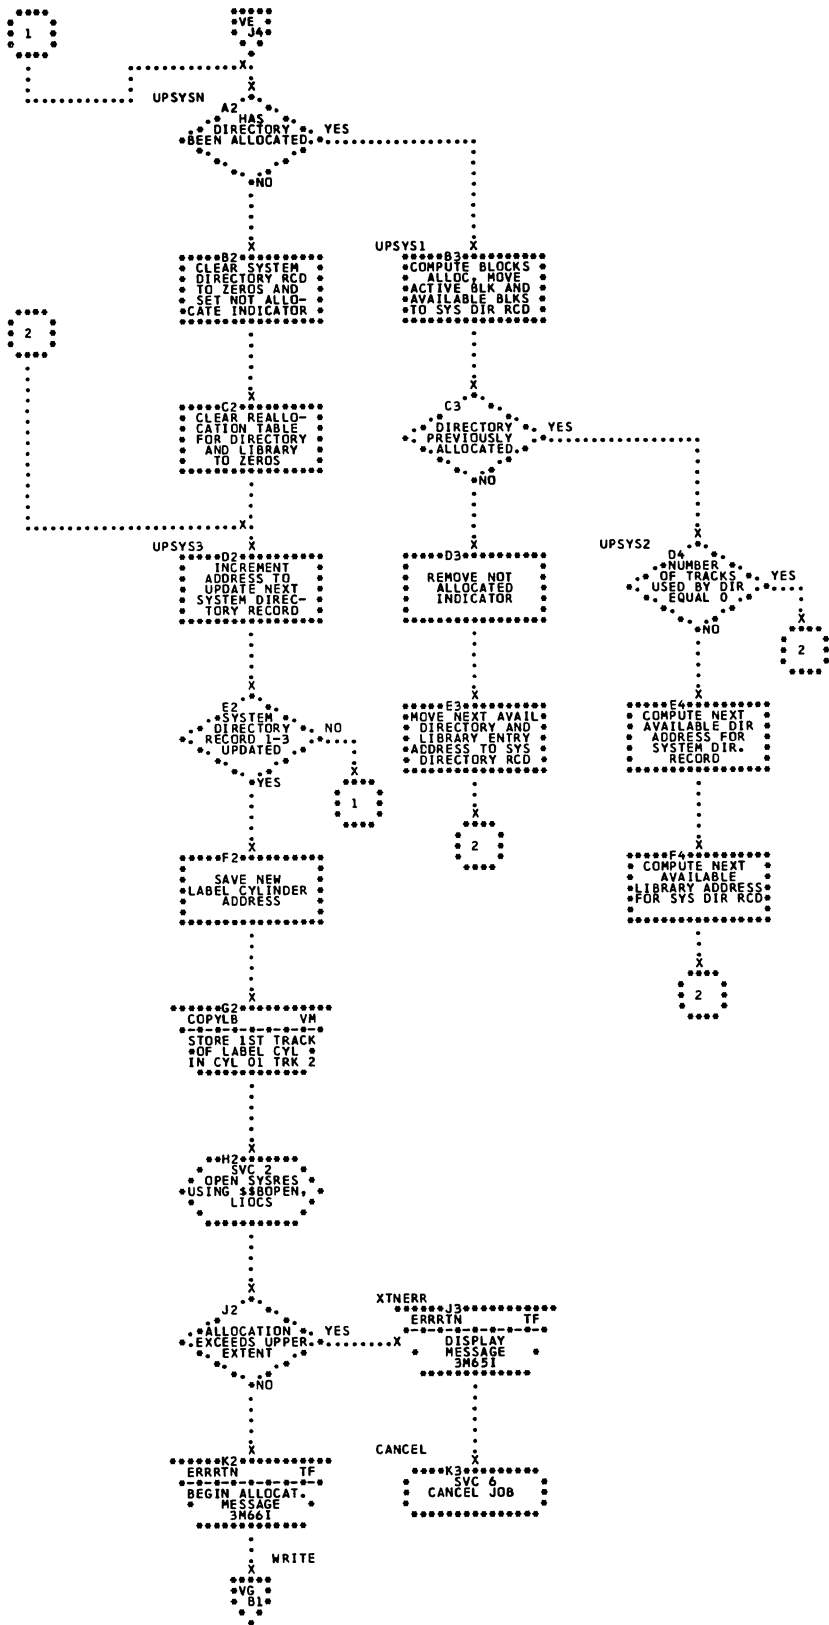 1
VE
J4
UPSYSN
A2
HAS
DIRECTORY
BEEN ALLOCATED
YES
NO
B2
CLEAR SYSTEM
DIRECTORY RCD
TO ZEROS AND
SET NOT ALLO-
CATE INDICATOR
UPSYS1
B3
COMPUTE BLOCKS
ALLOC, MOVE
ACTIVE BLK AND
AVAILABLE BLKS
TO SYS DIR RCD
2
C2
CLEAR REALLO-
CATION TABLE
FOR DIRECTORY
AND LIBRARY
TO ZEROS
C3
DIRECTORY
PREVIOUSLY
ALLOCATED
YES
NO
UPSYS3
D2
INCREMENT
ADDRESS TO
UPDATE NEXT
SYSTEM DIREC-
TORY RECORD
D3
REMOVE NOT
ALLOCATED
INDICATOR
UPSYS2
D4
NUMBER
OF TRACKS
USED BY DIR
EQUAL 0
YES
NO
2
E2
SYSTEM
DIRECTORY
RECORD 1-3
UPDATED
NO
YES
1
E3
MOVE NEXT AVAIL
DIRECTORY AND
LIBRARY ENTRY
ADDRESS TO SYS
DIRECTORY RCD
2
E4
COMPUTE NEXT
AVAILABLE DIR
ADDRESS FOR
SYSTEM DIR.
RECORD
F2
SAVE NEW
LABEL CYLINDER
ADDRESS
F4
COMPUTE NEXT
AVAILABLE
LIBRARY ADDRESS
FOR SYS DIR RCD
2
G2
COPYLB VM
STORE 1ST TRACK
OF LABEL CYL
IN CYL 01 TRK 2
H2
SVC 2
OPEN SYSRES
USING $$BOPEN,
LIOCS
J2
ALLOCATION
EXCEEDS UPPER
EXTENT
YES
NO
XTNERR
J3
ERRRTN TF
DISPLAY
MESSAGE
3M65I
K2
ERRRTN TF
BEGIN ALLOCAT.
MESSAGE
3M66I
CANCEL
K3
SVC 6
CANCEL JOB
WRITE
VG
B1